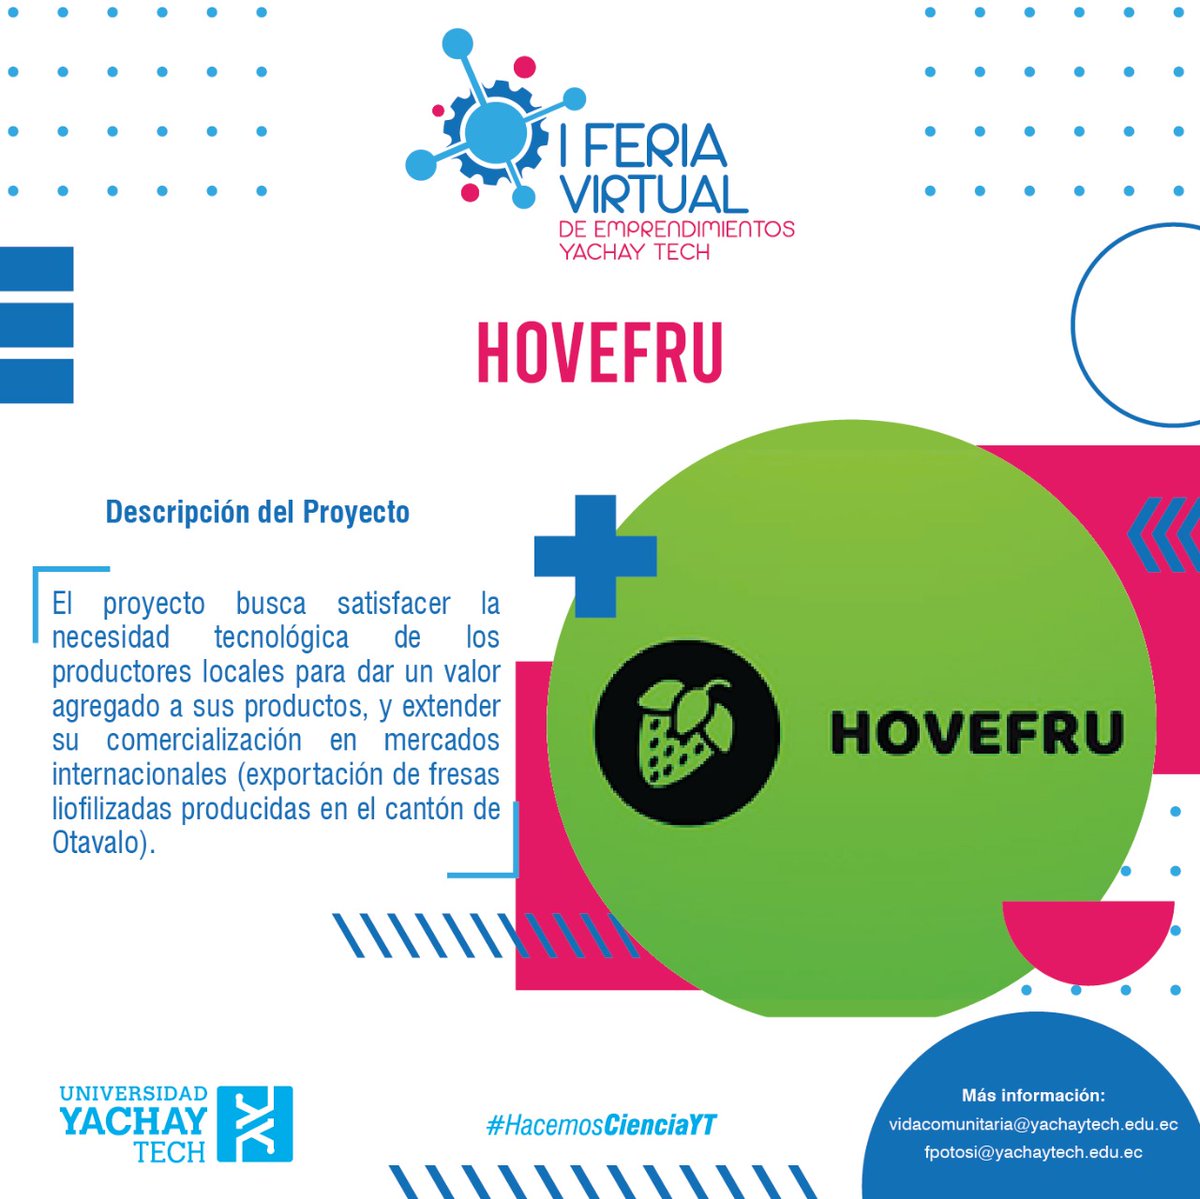 I FERIA
VIRTUAL
DE EMPRENDIMIENTOS
YACHAY TECH
HOVEFRU
Descripción del Proyecto
El proyecto busca satisfacer la
necesidad tecnológica de los
productores locales para dar un valor
agregado a sus productos, y extender
su comercialización en mercados
internacionales (exportación de fresas
liofilizadas producidas en el cantón de
Otavalo).
HOVEFRU
UNIVERSIDAD
YACHAY
TECH
#HacemosCienciaYT
Más información:
vidacomunitaria@yachaytech.edu.ec
fpotosi@yachaytech.edu.ec